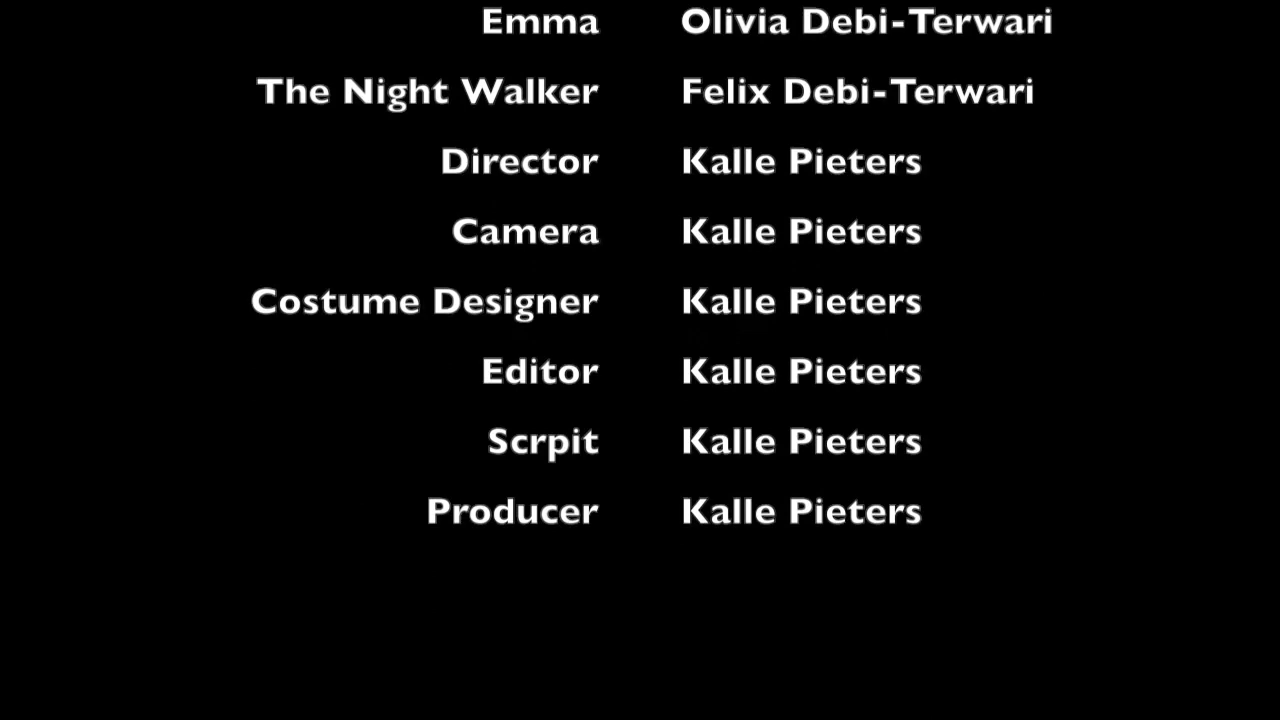 Emma Olivia Debi-Terwari
The Night Walker Felix Debi-Terwari
Director Kalle Pieters
Camera Kalle Pieters
Costume Designer Kalle Pieters
Editor Kalle Pieters
Scrpit Kalle Pieters
Producer Kalle Pieters